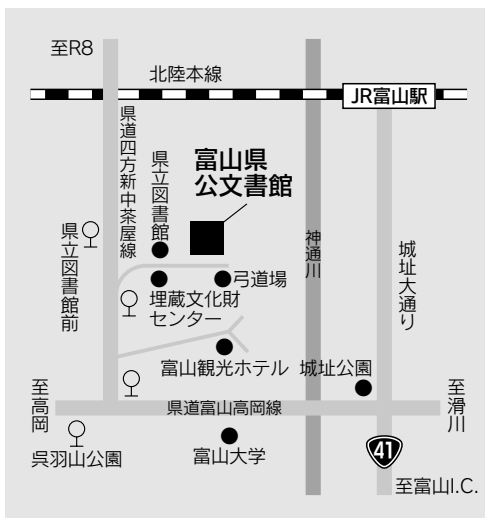 至R8
北陸本線
JR富山駅
県道四方新中茶屋線
県立図書館
富山県
公文書館
県立図書館前
神通川
城址大通り
弓道場
埋蔵文化財
センター
富山観光ホテル
城址公園
至高岡
県道富山高岡線
至滑川
呉羽山公園
富山大学
41
至富山I.C.